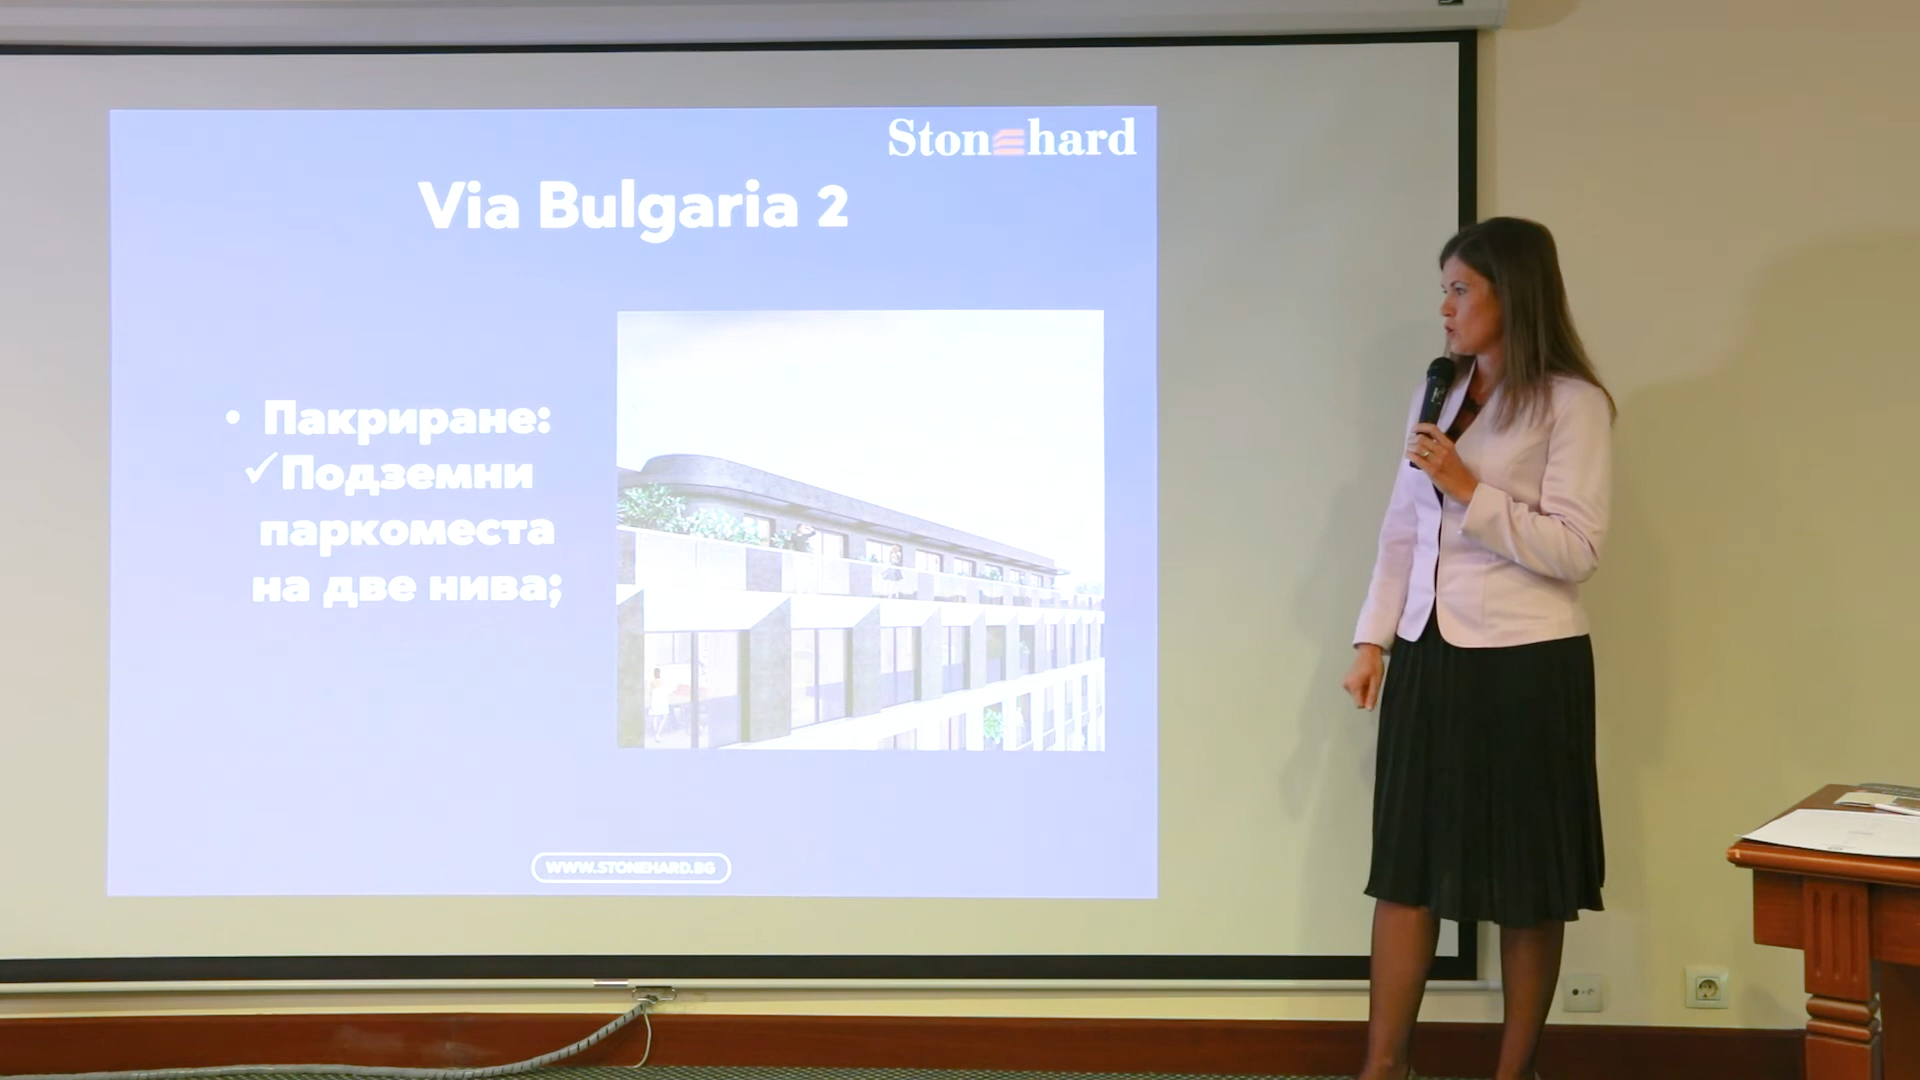 Stonehard
Via Bulgaria 2
• Пакриране:
✓Подземни
паркоместа
на две нива;
WWW.STONEHARD.BG